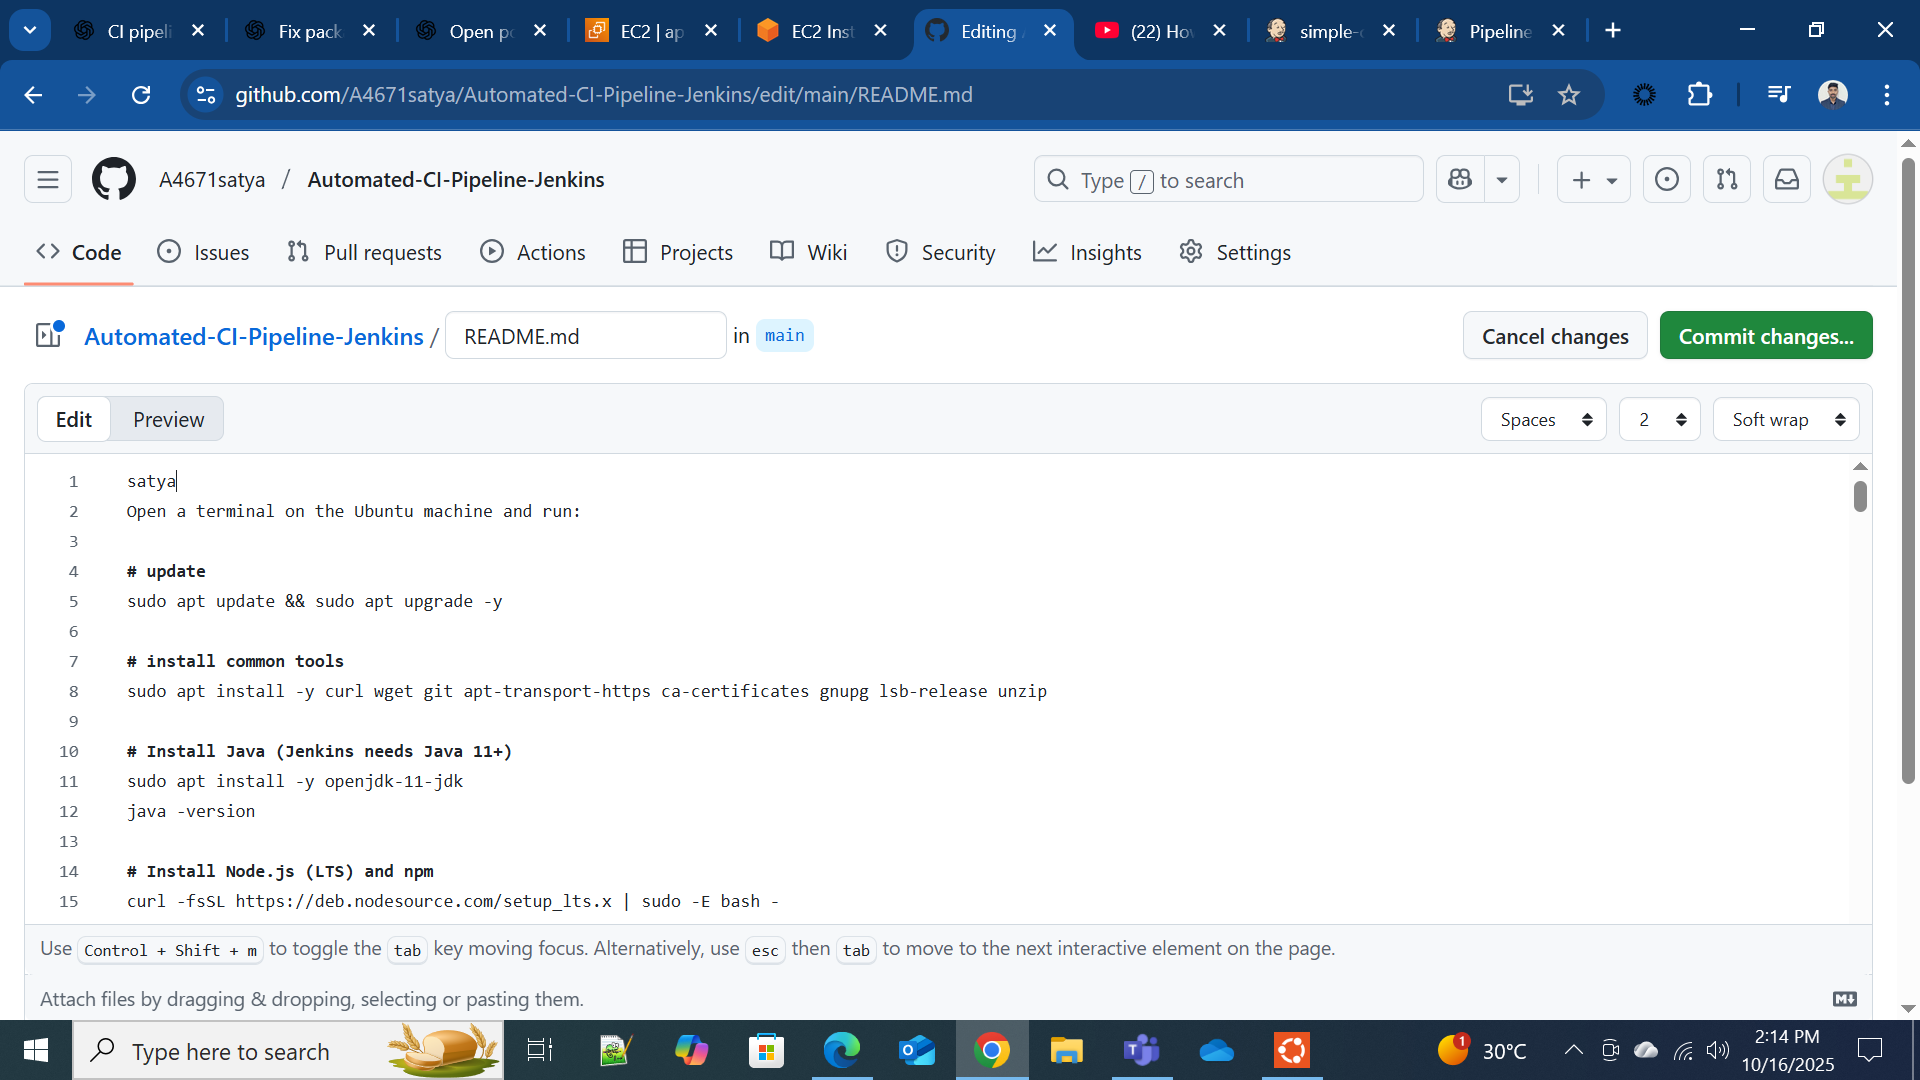 CI pipeli
Fix pack
Open po
EC2 | ap
EC2 Inst
Editing
(22) Ho
simple-
Pipeline
github.com/A4671satya/Automated-CI-Pipeline-Jenkins/edit/main/README.md
A4671satya / Automated-CI-Pipeline-Jenkins
Type / to search
Code
Issues
Pull requests
Actions
Projects
Wiki
Security
Insights
Settings
Automated-CI-Pipeline-Jenkins / README.md in main
Cancel changes
Commit changes...
Edit
Preview
Spaces
2
Soft wrap
1 satya
2 Open a terminal on the Ubuntu machine and run:
3
4 # update
5 sudo apt update && sudo apt upgrade -y
6
7 # install common tools
8 sudo apt install -y curl wget git apt-transport-https ca-certificates gnupg lsb-release unzip
9
10 # Install Java (Jenkins needs Java 11+)
11 sudo apt install -y openjdk-11-jdk
12 java -version
13
14 # Install Node.js (LTS) and npm
15 curl -fsSL https://deb.nodesource.com/setup_lts.x | sudo -E bash -
Use Control + Shift + m to toggle the tab key moving focus. Alternatively, use esc then tab to move to the next interactive element on the page.
Attach files by dragging & dropping, selecting or pasting them.
Type here to search
1
30°C
2:14 PM
10/16/2025